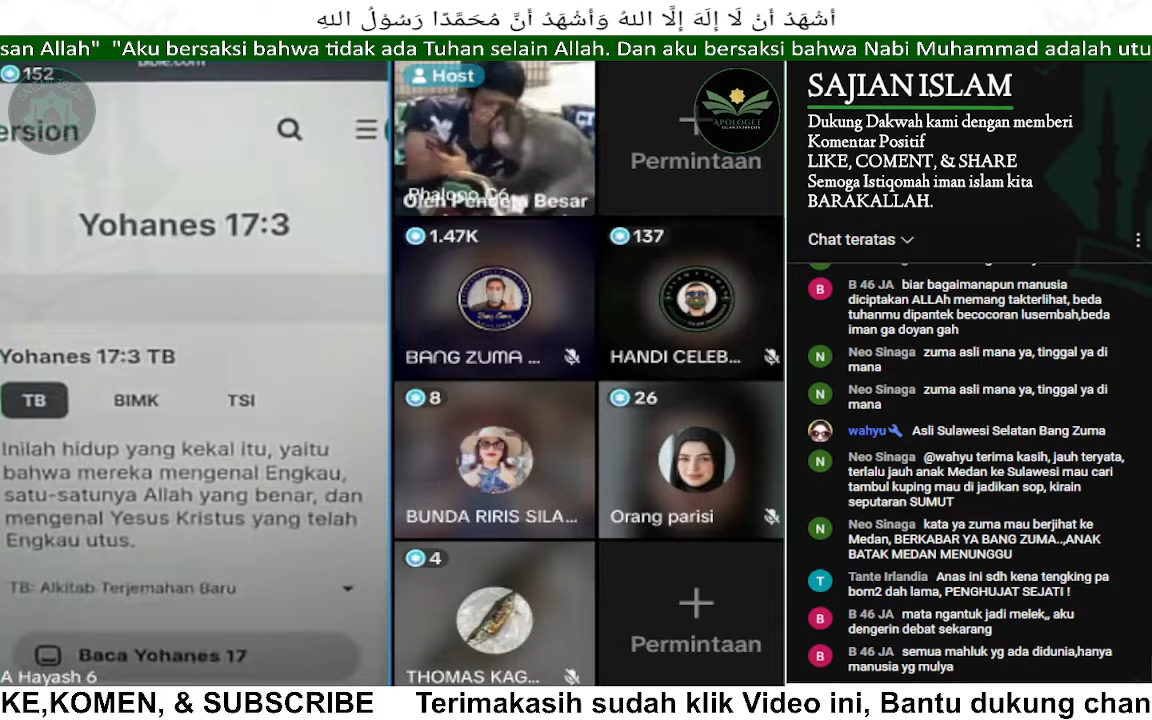 أشْهَدُ أنْ لَا إلَهَ إلَّا اللهُ وَأشْهَدُ أنَّ مُحَمَّدًا رَسُوْلُ اللهِ
san Allah" "Aku bersaksi bahwa tidak ada Tuhan selain Allah. Dan aku bersaksi bahwa Nabi Muhammad adalah utu
152
ersion
Yohanes 17:3
Yohanes 17:3 TB
TB
BIMK
TSI
Inilah hidup yang kekal itu, yaitu
bahwa mereka mengenal Engkau,
satu-satunya Allah yang benar, dan
mengenal Yesus Kristus yang telah
Engkau utus.
TB: Alkitab Terjemahan Baru
Baca Yohanes 17
A Hayash 6
Host
Oleh Pendeta Besar
APOLOGET
Permintaan
1.47K
BANG ZUMA ...
137
HANDI CELEB...
8
BUNDA RIRIS SILA...
26
Orang parisi
4
THOMAS KAG...
Permintaan
SAJIAN ISLAM
Dukung Dakwah kami dengan memberi
Komentar Positif
LIKE, COMENT, & SHARE
Semoga Istiqomah iman islam kita
BARAKALLAH.
Chat teratas
B 46 JA biar bagaimanapun manusia
diciptakan ALLAh memang takterlihat, beda
tuhanmu dipantek becocoran lusembah,beda
iman ga doyan gah
Neo Sinaga zuma asli mana ya, tinggal ya di
mana
Neo Sinaga zuma asli mana ya, tinggal ya di
mana
wahyu Asli Sulawesi Selatan Bang Zuma
Neo Sinaga @wahyu terima kasih, jauh teryata,
terlalu jauh anak Medan ke Sulawesi mau cari
tambul kuping mau di jadikan sop, kirain
seputaran SUMUT
Neo Sinaga kata ya zuma mau berjihat ke
Medan, BERKABAR YA BANG ZUMA..,ANAK
BATAK MEDAN MENUNGGU
Tante Irlandia Anas ini sdh kena tengking pa
bom2 dah lama, PENGHUJAT SEJATI !
B 46 JA mata ngantuk jadi melek,, aku
dengerin debat sekarang
B 46 JA semua mahluk yg ada didunia,hanya
manusia yg mulya
KE,KOMEN, & SUBSCRIBE Terimakasih sudah klik Video ini, Bantu dukung chan